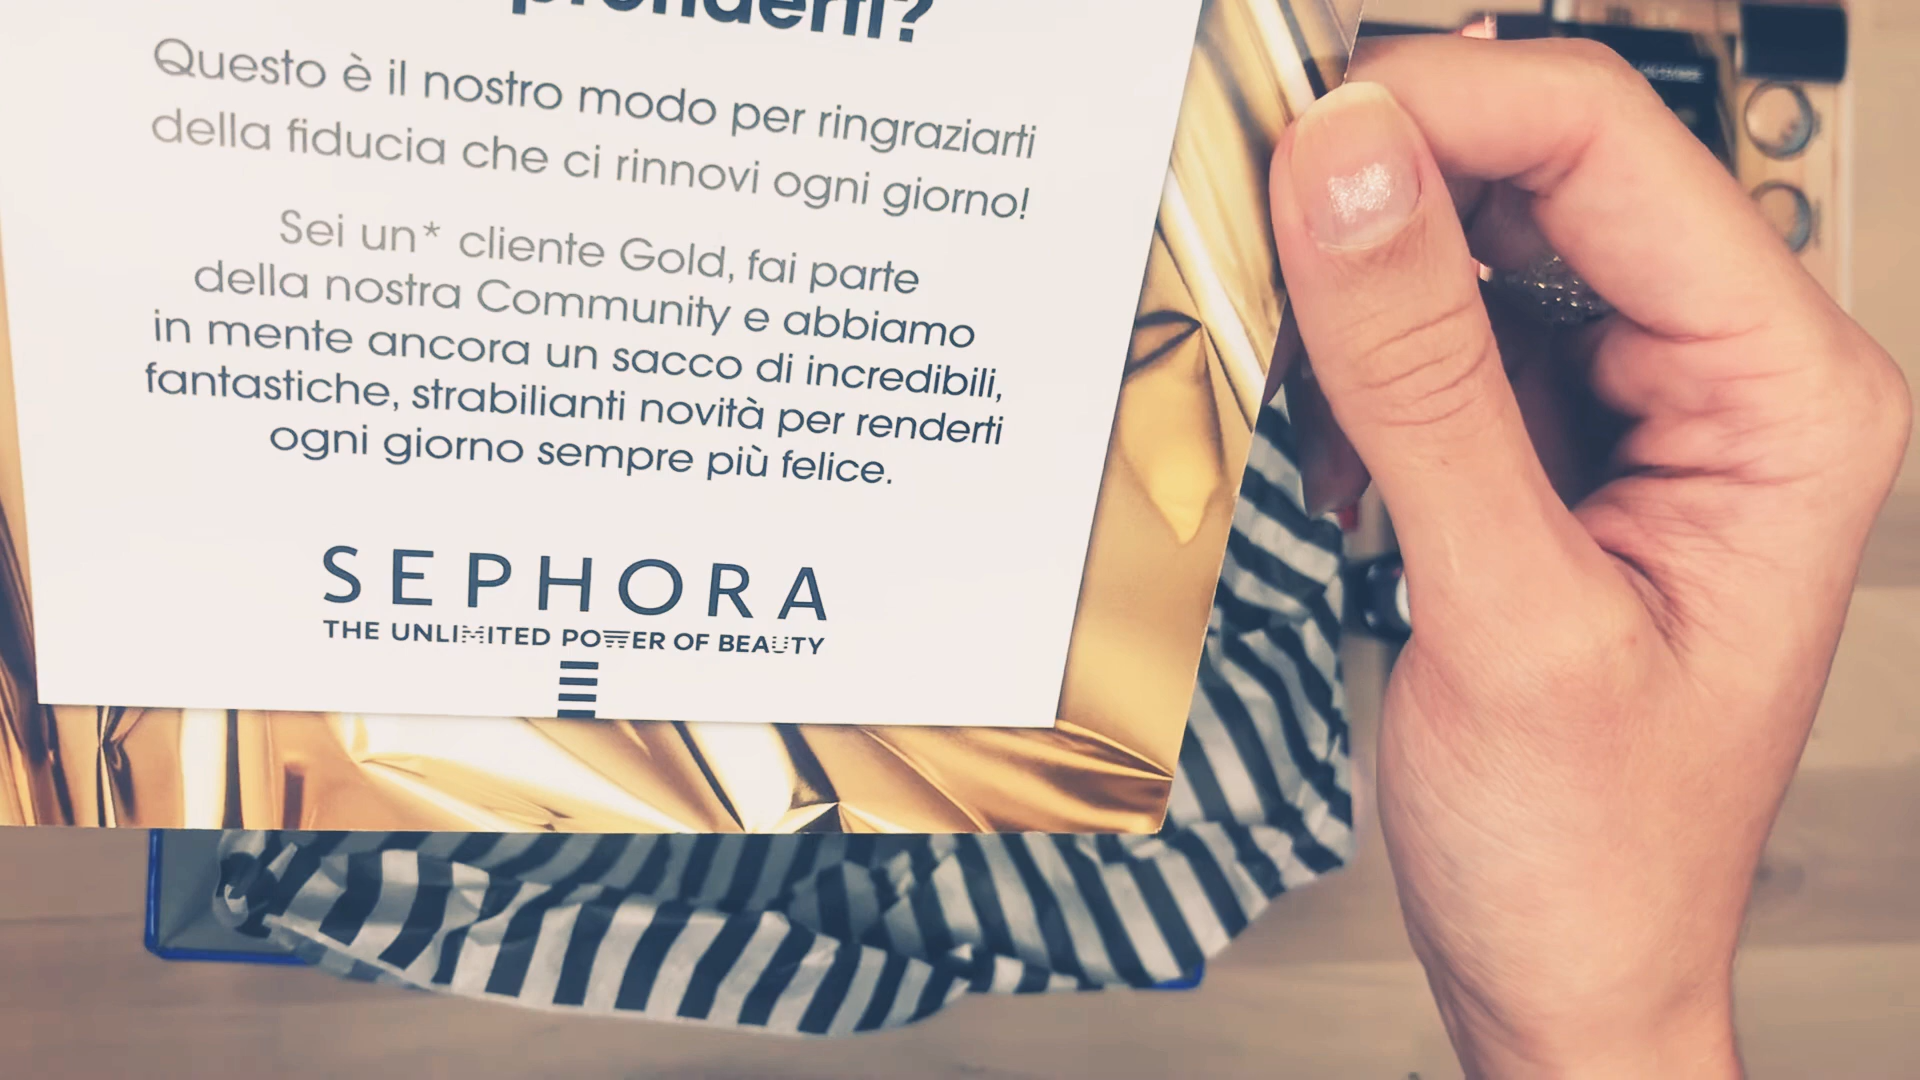 Questo è il nostro modo per ringraziarti
della fiducia che ci rinnovi ogni giorno!
Sei un* cliente Gold, fai parte
della nostra Community e abbiamo
in mente ancora un sacco di incredibili,
fantastiche, strabilianti novità per renderti
ogni giorno sempre più felice.
SEPHORA
THE UNLIMITED POWER OF BEAUTY